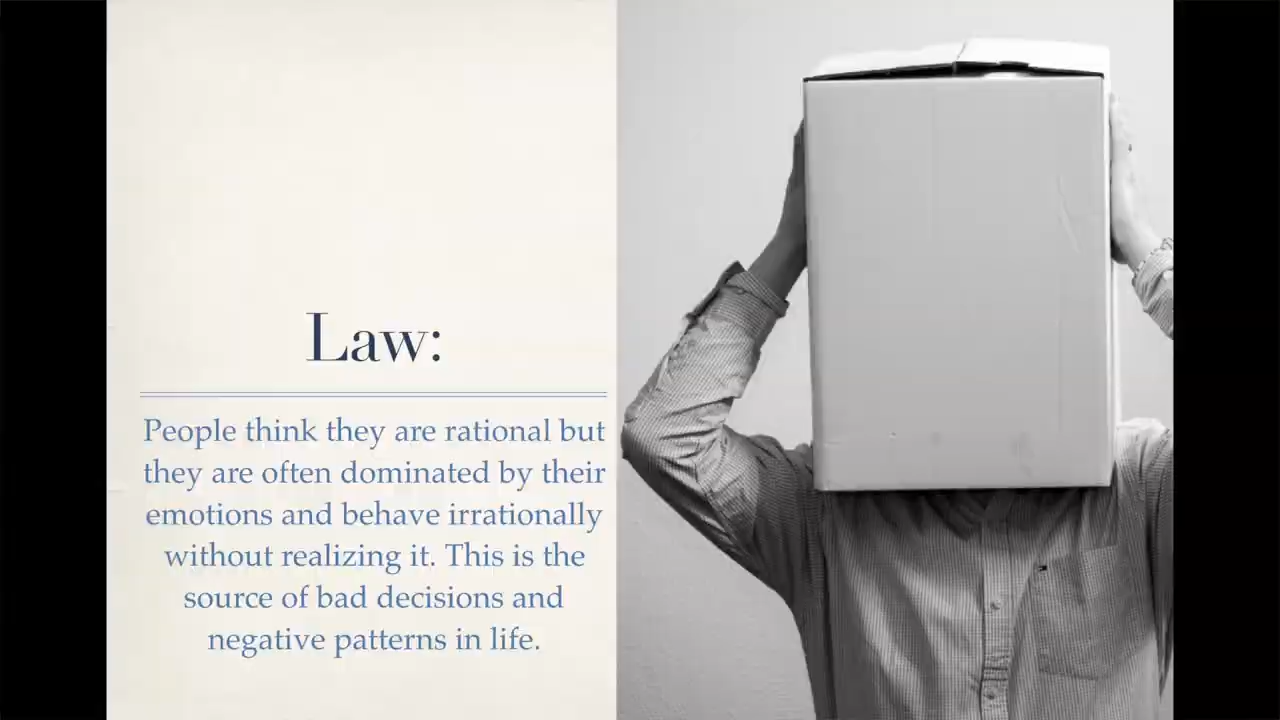 Law:
People think they are rational but
they are often dominated by their
emotions and behave irrationally
without realizing it. This is the
source of bad decisions and
negative patterns in life.